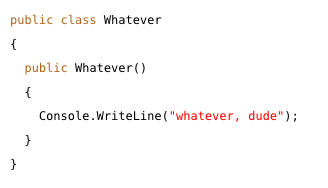 public class Whatever
{
  public Whatever()
  {
    Console.WriteLine("whatever, dude");
  }
}